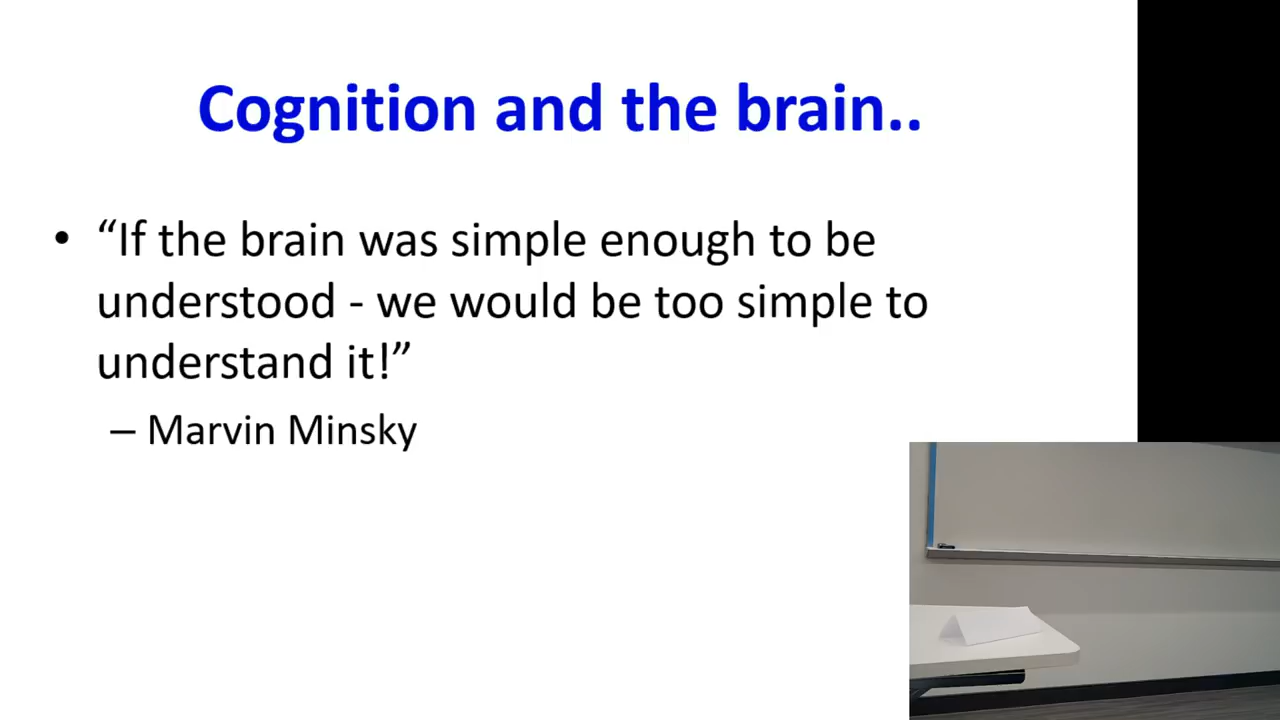 Cognition and the brain..
• “If the brain was simple enough to be
understood - we would be too simple to
understand it!”
– Marvin Minsky